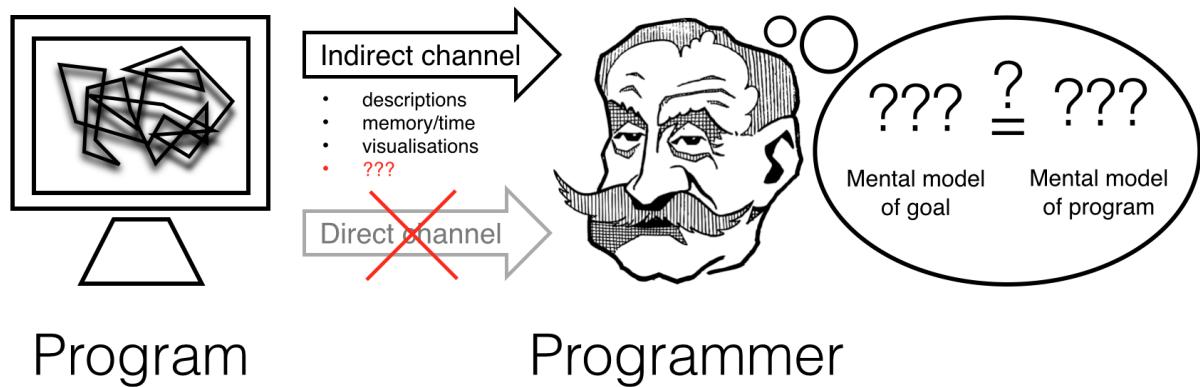 Indirect channel
• descriptions
• memory/time
• visualisations
• ???
Direct channel
??? ?= ???
Mental model
of goal
Mental model
of program
Program
Programmer